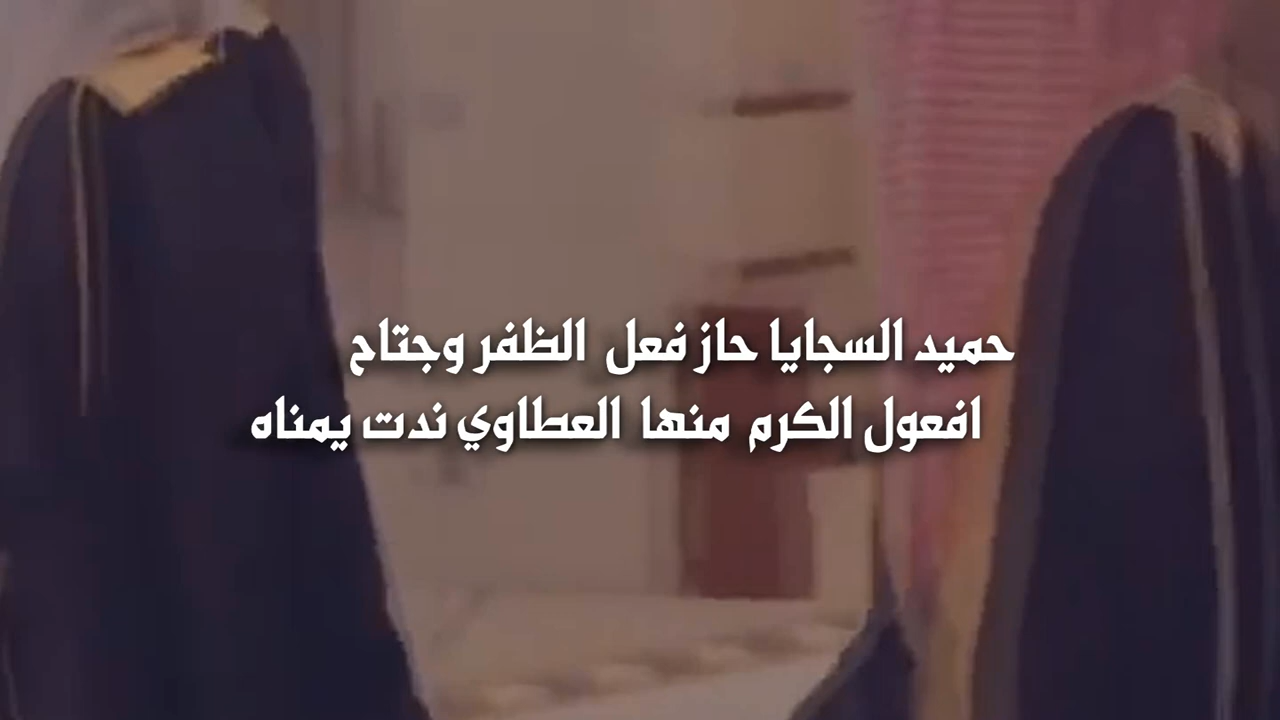 حميد السجايا حاز فعل الظفر وجتاح
افعول الكرم منها العطاوي ندت يمناه